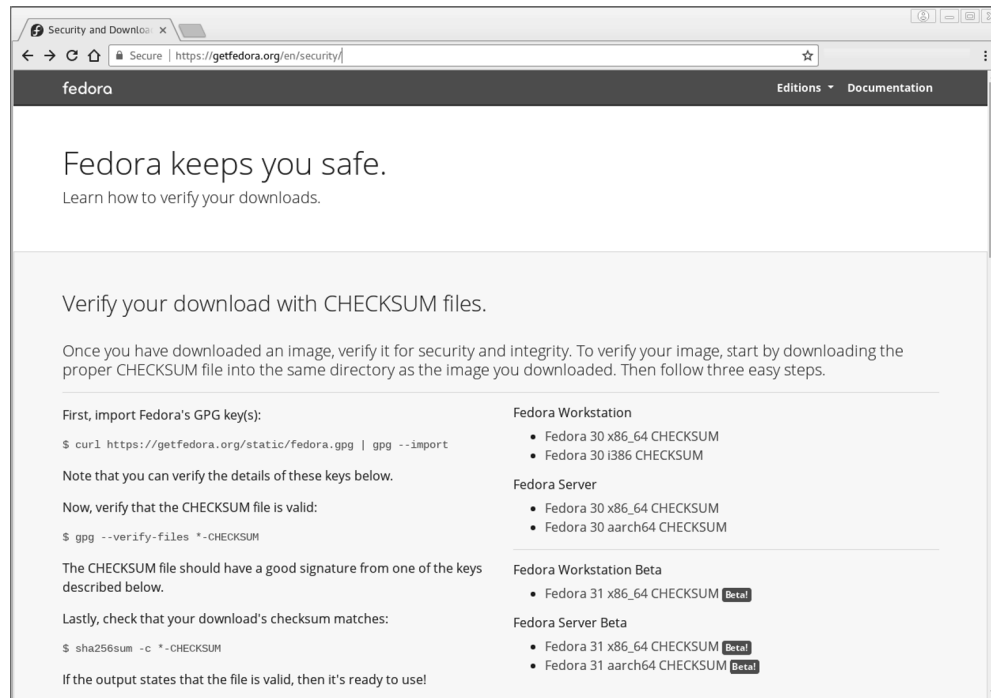 Security and Downloa
Secure | https://getfedora.org/en/security/
fedora
Editions Documentation
Fedora keeps you safe.
Learn how to verify your downloads.
Verify your download with CHECKSUM files.
Once you have downloaded an image, verify it for security and integrity. To verify your image, start by downloading the
proper CHECKSUM file into the same directory as the image you downloaded. Then follow three easy steps.
First, import Fedora's GPG key(s):
$ curl https://getfedora.org/static/fedora.gpg | gpg --import
Note that you can verify the details of these keys below.
Now, verify that the CHECKSUM file is valid:
$ gpg --verify-files *-CHECKSUM
The CHECKSUM file should have a good signature from one of the keys
described below.
Lastly, check that your download's checksum matches:
$ sha256sum -c *-CHECKSUM
If the output states that the file is valid, then it's ready to use!
Fedora Workstation
Fedora 30 x86_64 CHECKSUM
Fedora 30 i386 CHECKSUM
Fedora Server
Fedora 30 x86_64 CHECKSUM
Fedora 30 aarch64 CHECKSUM
Fedora Workstation Beta
Fedora 31 x86_64 CHECKSUM Beta!
Fedora Server Beta
Fedora 31 x86_64 CHECKSUM Beta!
Fedora 31 aarch64 CHECKSUM Beta!